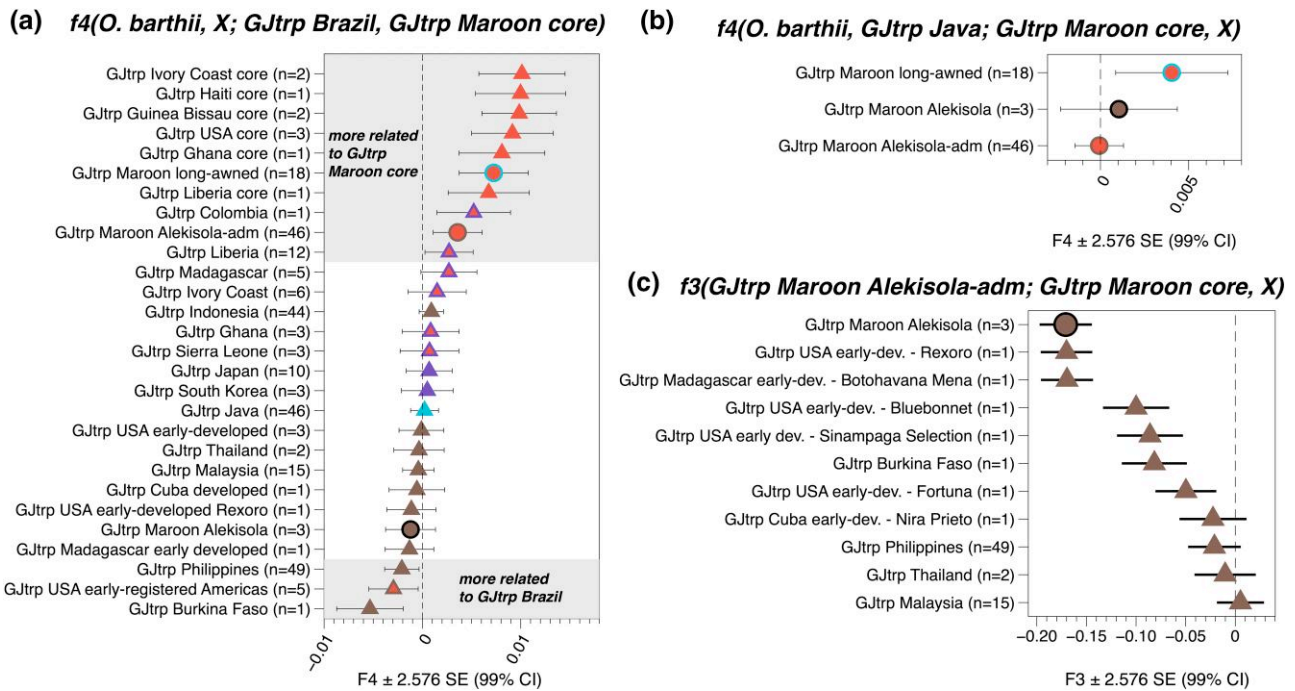 (a) f4(O. barthii, X; GJtrp Brazil, GJtrp Maroon core)
GJtrp Ivory Coast core (n=2)
GJtrp Haiti core (n=1)
GJtrp Guinea Bissau core (n=2)
GJtrp USA core (n=3)
GJtrp Ghana core (n=1)
GJtrp Maroon long-awned (n=18)
GJtrp Liberia core (n=1)
GJtrp Colombia (n=1)
GJtrp Maroon Alekisola-adm (n=46)
GJtrp Liberia (n=12)
GJtrp Madagascar (n=5)
GJtrp Ivory Coast (n=6)
GJtrp Indonesia (n=44)
GJtrp Ghana (n=3)
GJtrp Sierra Leone (n=3)
GJtrp Japan (n=10)
GJtrp South Korea (n=3)
GJtrp Java (n=46)
GJtrp USA early-developed (n=3)
GJtrp Thailand (n=2)
GJtrp Malaysia (n=15)
GJtrp Cuba developed (n=1)
GJtrp USA early-developed Rexoro (n=1)
GJtrp Maroon Alekisola (n=3)
GJtrp Madagascar early developed (n=1)
GJtrp Philippines (n=49)
GJtrp USA early-registered Americas (n=5)
GJtrp Burkina Faso (n=1)
more related
to GJtrp
Maroon core
more related
to GJtrp Brazil
−0.01
0
0.01
F4 ± 2.576 SE (99% CI)
(b) f4(O. barthii, GJtrp Java; GJtrp Maroon core, X)
GJtrp Maroon long-awned (n=18)
GJtrp Maroon Alekisola (n=3)
GJtrp Maroon Alekisola-adm (n=46)
0
0.005
F4 ± 2.576 SE (99% CI)
(c) f3(GJtrp Maroon Alekisola-adm; GJtrp Maroon core, X)
GJtrp Maroon Alekisola (n=3)
GJtrp USA early-dev. - Rexoro (n=1)
GJtrp Madagascar early-dev. - Botohavana Mena (n=1)
GJtrp USA early-dev. - Bluebonnet (n=1)
GJtrp USA early dev. - Sinampaga Selection (n=1)
GJtrp Burkina Faso (n=1)
GJtrp USA early-dev. - Fortuna (n=1)
GJtrp Cuba early-dev. - Nira Prieto (n=1)
GJtrp Philippines (n=49)
GJtrp Thailand (n=2)
GJtrp Malaysia (n=15)
−0.20 −0.15 −0.10 −0.05 0
F3 ± 2.576 SE (99% CI)